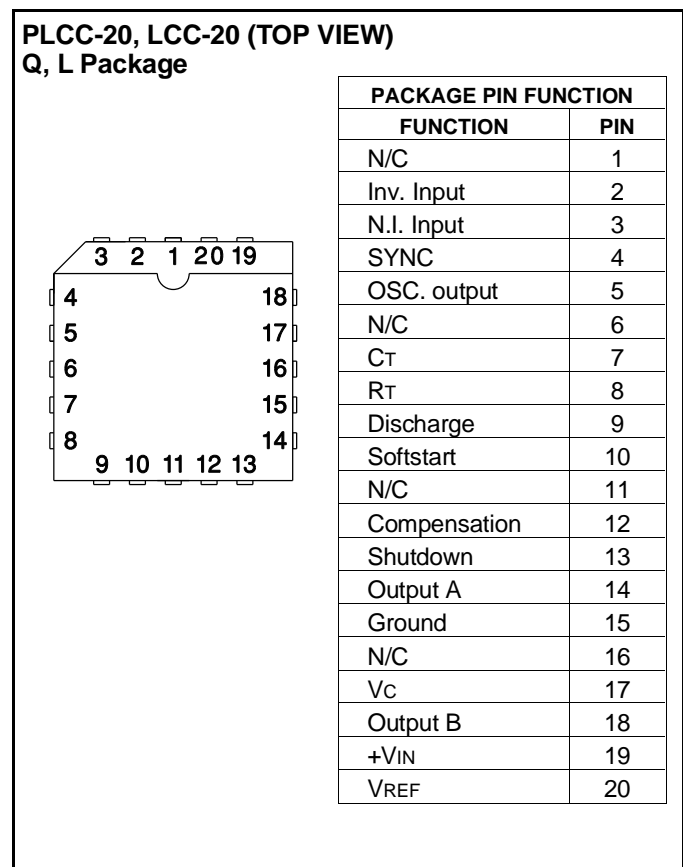 PLCC-20, LCC-20 (TOP VIEW)
Q, L Package
3 2 1 20 19
4 18
5 17
6 16
7 15
8 14
9 10 11 12 13
PACKAGE PIN FUNCTION
FUNCTION PIN
N/C 1
Inv. Input 2
N.I. Input 3
SYNC 4
OSC. output 5
N/C 6
CT 7
RT 8
Discharge 9
Softstart 10
N/C 11
Compensation 12
Shutdown 13
Output A 14
Ground 15
N/C 16
VC 17
Output B 18
+VIN 19
VREF 20